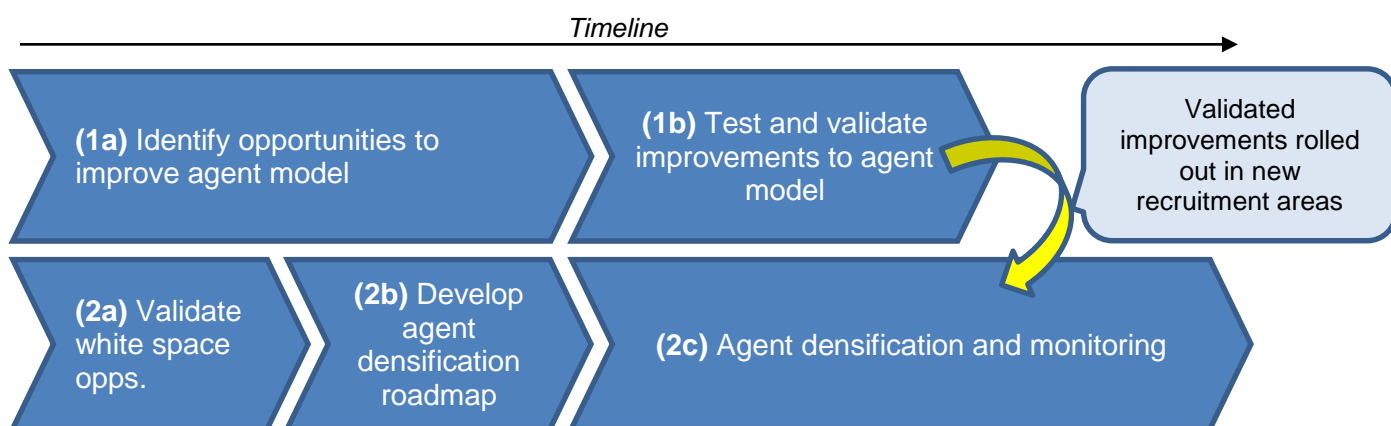 Timeline
(1a) Identify opportunities to
improve agent model
(1b) Test and validate
improvements to agent
model
Validated
improvements rolled
out in new
recruitment areas
(2a) Validate
white space
opps.
(2b) Develop
agent
densification
roadmap
(2c) Agent densification and monitoring